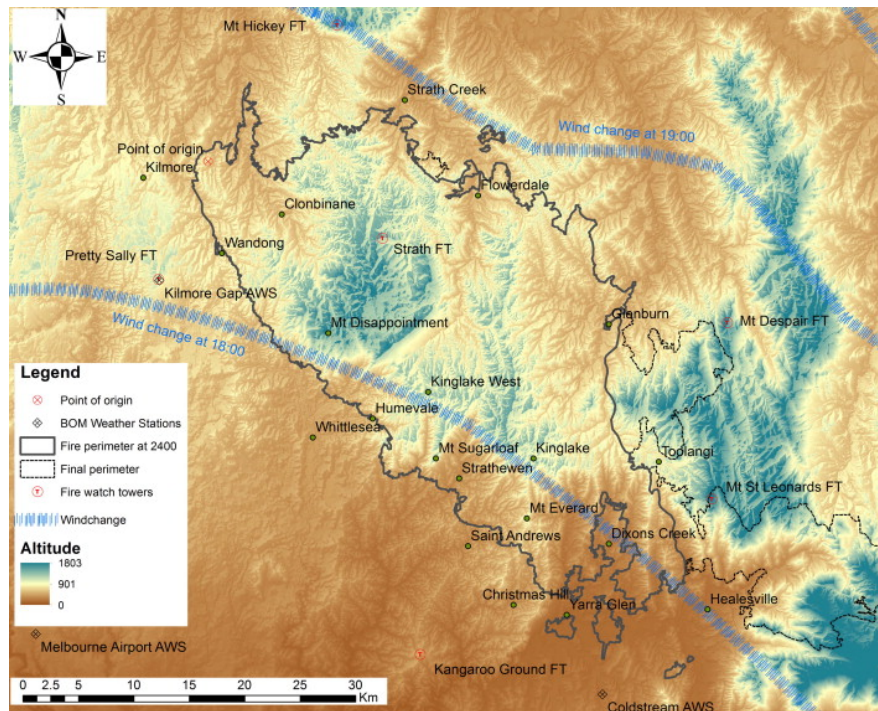 Mt Hickey FT
N
W
E
S
Strath Creek
Wind change at 19:00
Point of origin
Kilmore
Flowerdale
Clonbinane
Strath FT
Wandong
Pretty Sally FT
Kilmore Gap AWS
Wind change at 18:00
Mt Disappointment
Glenburn
Mt Despair FT
Legend
Point of origin
BOM Weather Stations
Fire perimeter at 2400
Final perimeter
Fire watch towers
Windchange
Altitude
1803
901
0
Kinglake West
Humevale
Whittlesea
Mt Sugarloaf
Kinglake
Toolangi
Strathewen
Mt St Leonards FT
Mt Everard
Saint Andrews
Dixons Creek
Christmas Hill
Yarra Glen
Healesville
Melbourne Airport AWS
Kangaroo Ground FT
Coldstream AWS
0 2.5 5 10 15 20 25 30
Km